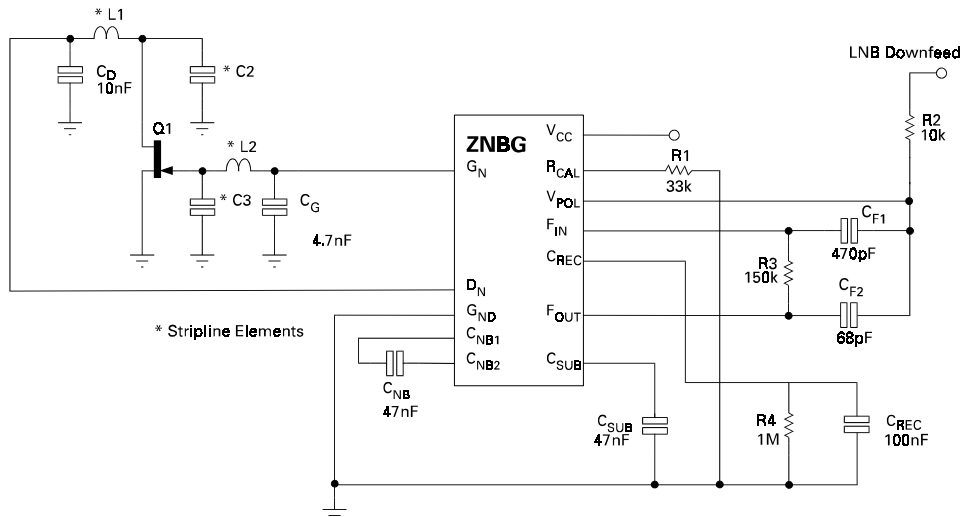 * L1
C_D
10nF
* C2
Q1
* L2
* C3
C_G
4.7nF
ZNBG
G_N
D_N
G_ND
C_NB1
C_NB2
V_CC
R_CAL
V_POL
F_IN
C_REC
F_OUT
C_SUB
LNB Downfeed
R2
10k
R1
33k
C_F1
470pF
R3
150k
C_F2
68pF
* Stripline Elements
C_NB
47nF
C_SUB
47nF
R4
1M
C_REC
100nF